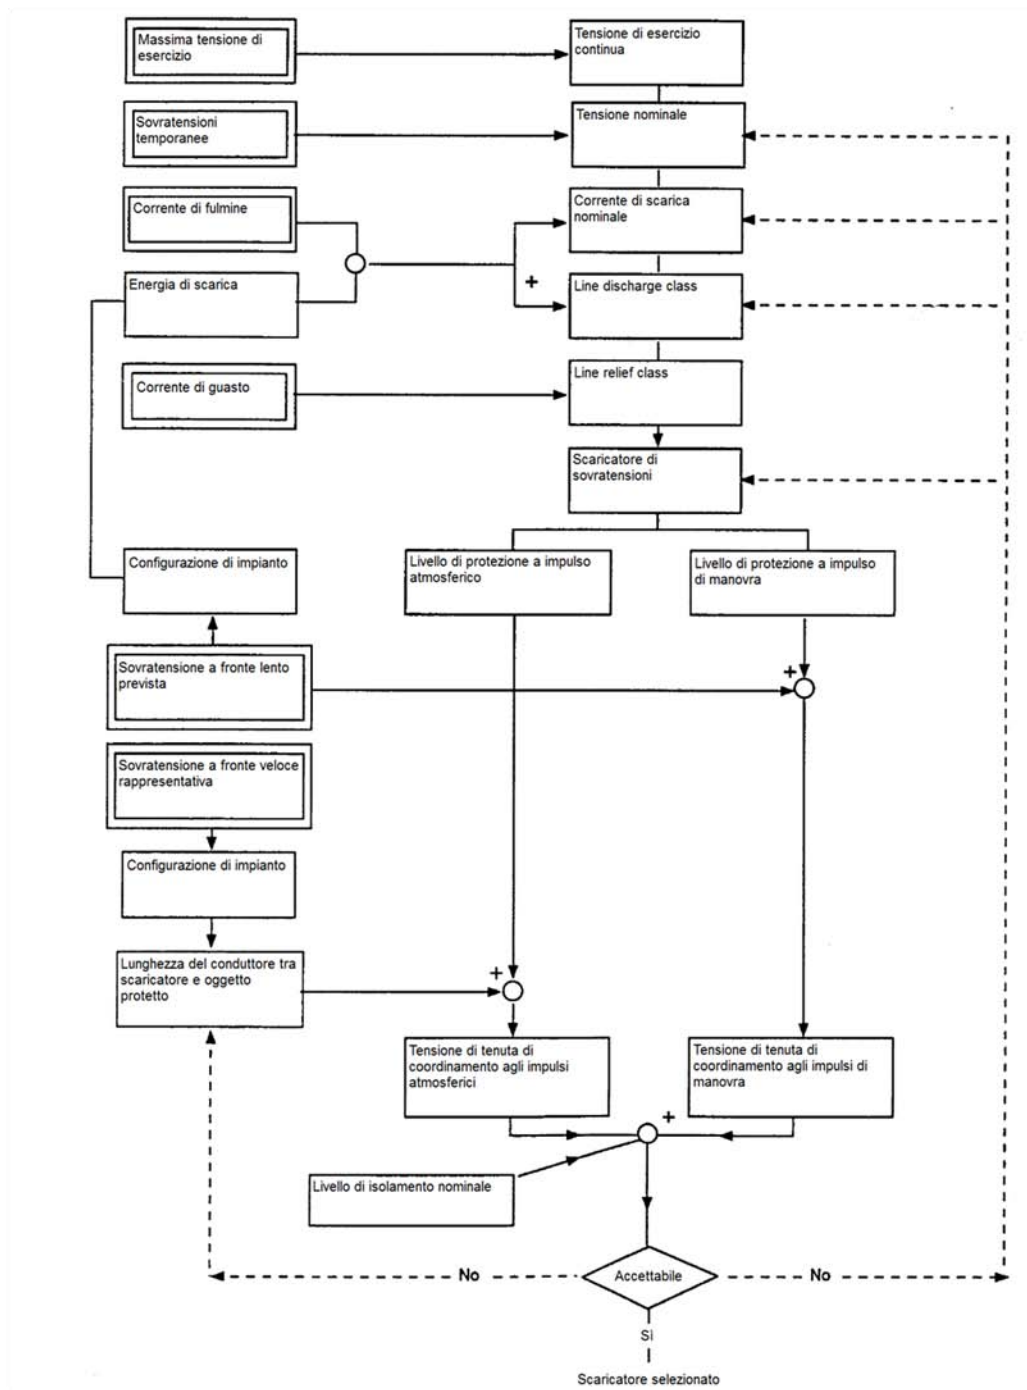 Massima tensione di
esercizio
Tensione di esercizio
continua
Sovratensioni
temporanee
Tensione nominale
Corrente di fulmine
Corrente di scarica
nominale
+
Energia di scarica
Line discharge class
Corrente di guasto
Line relief class
Scaricatore di
sovratensioni
Configurazione di impianto
Livello di protezione a impulso
atmosferico
Livello di protezione a impulso
di manovra
Sovratensione a fronte lento
prevista
+
Sovratensione a fronte veloce
rappresentativa
Configurazione di impianto
Lunghezza del conduttore tra
scaricatore e oggetto
protetto
+
Tensione di tenuta di
coordinamento agli impulsi
atmosferici
Tensione di tenuta di
coordinamento agli impulsi di
manovra
+
Livello di isolamento nominale
No
Accettabile
No
Sì
Scaricatore selezionato